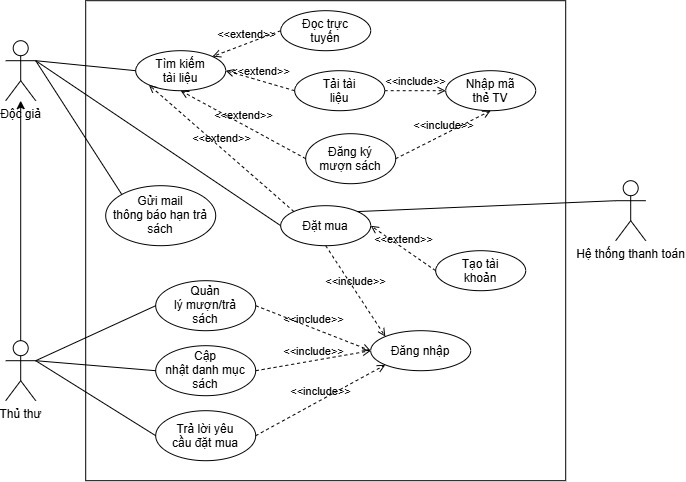 Đọc trực
tuyến
<<extend>>
Tìm kiếm
tài liệu
<<extend>>
Tải tài
liệu
<<include>>
Nhập mã
thẻ TV
Độc giả
<<extend>>
<<include>>
Đăng ký
mượn sách
Gửi mail
thông báo hạn trả
sách
Đặt mua
Hệ thống thanh toán
<<extend>>
Tạo tài
khoản
<<include>>
Quản
lý mượn/trả
sách
<<include>>
Đăng nhập
<<include>>
Cập
nhật danh mục
sách
Thủ thư
<<include>>
Trả lời yêu
cầu đặt mua